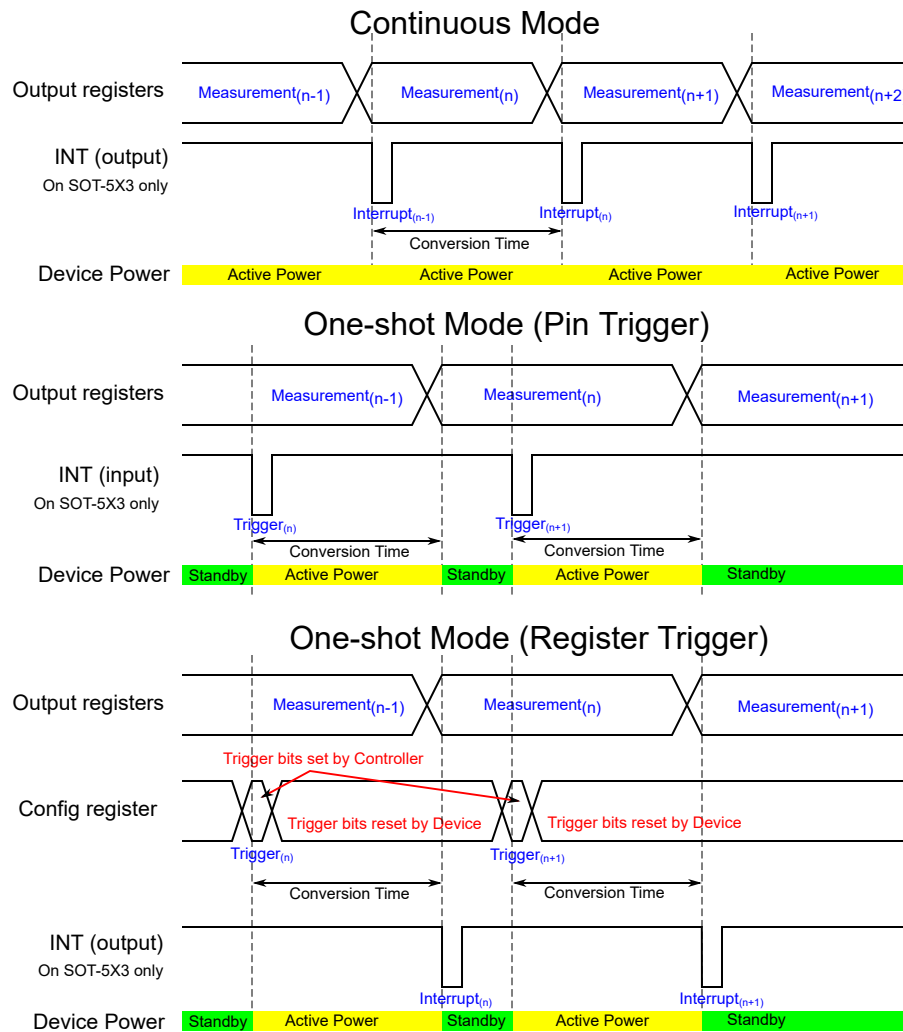 Continuous Mode
Output registers
Measurement(n-1) Measurement(n) Measurement(n+1) Measurement(n+2
INT (output)
On SOT-5X3 only
Interrupt(n-1) Interrupt(n) Interrupt(n+1)
Conversion Time
Device Power Active Power Active Power Active Power Active Power
One-shot Mode (Pin Trigger)
Output registers Measurement(n-1) Measurement(n) Measurement(n+1)
INT (input)
On SOT-5X3 only
Trigger(n) Trigger(n+1)
Conversion Time Conversion Time
Device Power Standby Active Power Standby Active Power Standby
One-shot Mode (Register Trigger)
Output registers Measurement(n-1) Measurement(n) Measurement(n+1)
Trigger bits set by Controller
Config register
Trigger bits reset by Device Trigger bits reset by Device
Trigger(n) Trigger(n+1)
Conversion Time Conversion Time
INT (output)
On SOT-5X3 only
Interrupt(n) Interrupt(n+1)
Device Power Standby Active Power Standby Active Power Standby